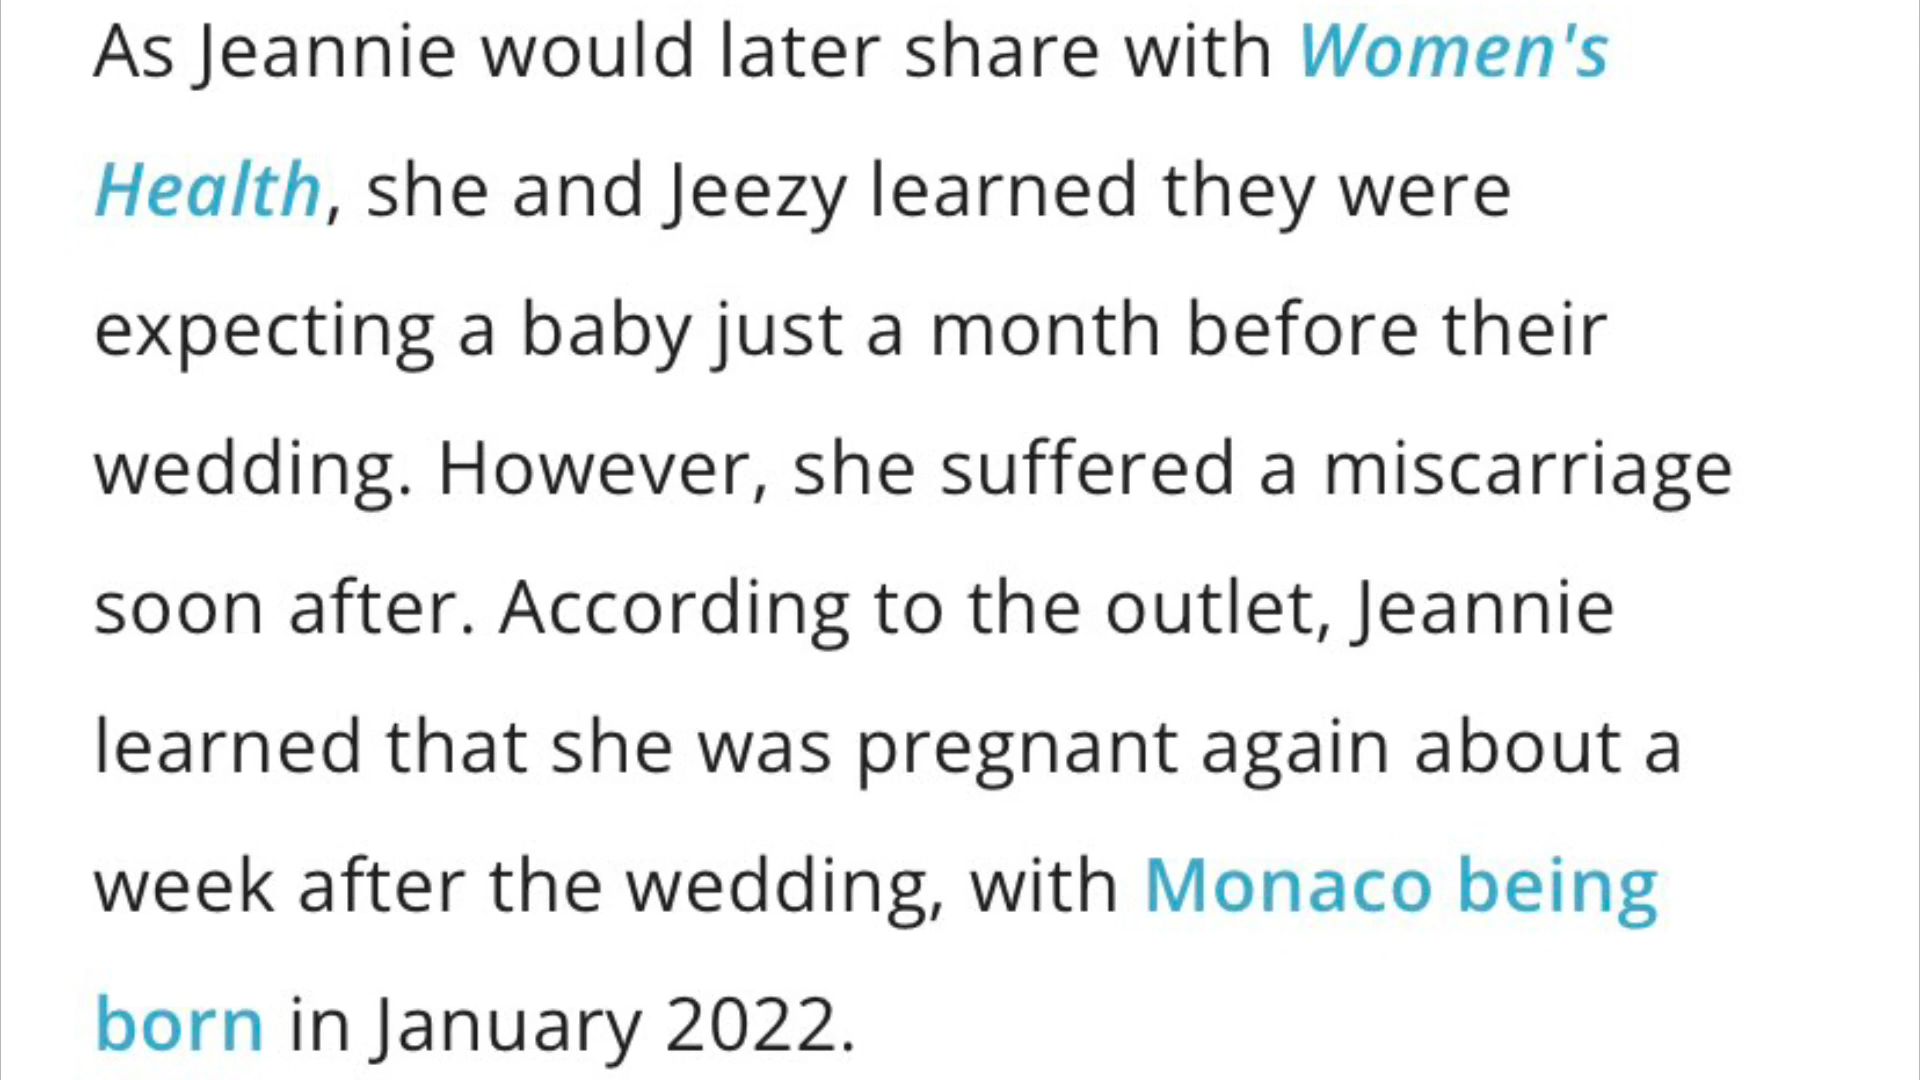 As Jeannie would later share with Women's
Health, she and Jeezy learned they were
expecting a baby just a month before their
wedding. However, she suffered a miscarriage
soon after. According to the outlet, Jeannie
learned that she was pregnant again about a
week after the wedding, with Monaco being
born in January 2022.